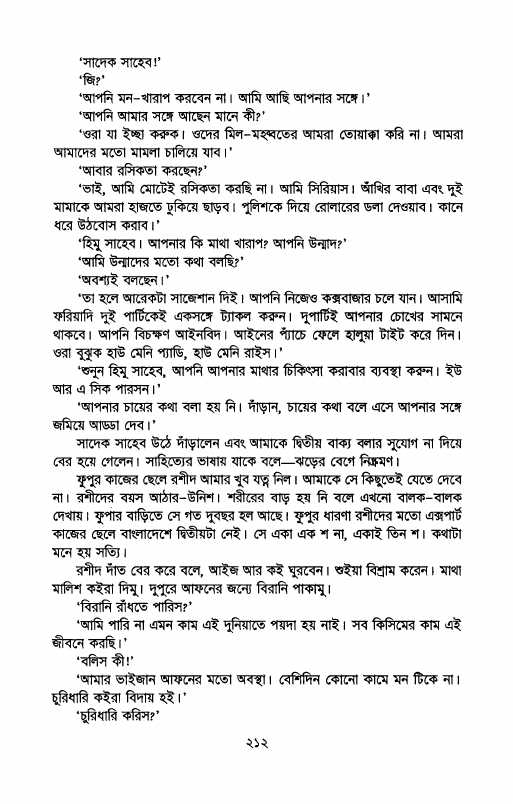 ‘সাদেক সাহেব!’
‘জি?’
‘আপনি মন-খারাপ করবেন না। আমি আছি আপনার সঙ্গে।’
‘আপনি আমার সঙ্গে আছেন মানে কী?’
‘ওরা যা ইচ্ছা করুক। ওদের মিল-মহব্বতের আমরা তোয়াক্কা করি না। আমরা
আমাদের মতো মামলা চালিয়ে যাব।’
‘আবার রসিকতা করছেন?’
‘ভাই, আমি মোটেই রসিকতা করছি না। আমি সিরিয়াস। আঁখির বাবা এবং দুই
মামাকে আমরা হাজতে ঢুকিয়ে ছাড়ব। পুলিশকে দিয়ে রোলারের ডলা দেওয়াব। কানে
ধরে উঠবোস করাব।’
‘হিমু সাহেব। আপনার কি মাথা খারাপ? আপনি উন্মাদ?’
‘আমি উন্মাদের মতো কথা বলছি?’
‘অবশ্যই বলছেন।’
‘তা হলে আরেকটা সাজেশান দিই। আপনি নিজেও কক্সবাজার চলে যান। আসামি
ফরিয়াদি দুই পার্টিকেই একসঙ্গে ট্যাকল করুন। দুপার্টিই আপনার চোখের সামনে
থাকবে। আপনি বিচক্ষণ আইনবিদ। আইনের প্যাঁচে ফেলে হালুয়া টাইট করে দিন।
ওরা বুঝুক হাউ মেনি প্যাডি, হাউ মেনি রাইস।’
‘শুনুন হিমু সাহেব, আপনি আপনার মাথার চিকিৎসা করাবার ব্যবস্থা করুন। ইউ
আর এ সিক পারসন।’
‘আপনার চায়ের কথা বলা হয় নি। দাঁড়ান, চায়ের কথা বলে এসে আপনার সঙ্গে
জমিয়ে আড্ডা দেব।’
সাদেক সাহেব উঠে দাঁড়ালেন এবং আমাকে দ্বিতীয় বাক্য বলার সুযোগ না দিয়ে
বের হয়ে গেলেন। সাহিত্যের ভাষায় যাকে বলে—ঝড়ের বেগে নিষ্ক্রমণ।
ফুপুর কাজের ছেলে রশীদ আমার খুব যত্ন নিল। আমাকে সে কিছুতেই যেতে দেবে
না। রশীদের বয়স আঠার-উনিশ। শরীরের বাড় হয় নি বলে এখনো বালক-বালক
দেখায়। ফুপার বাড়িতে সে গত দুবছর হল আছে। ফুপুর ধারণা রশীদের মতো এক্সপার্ট
কাজের ছেলে বাংলাদেশে দ্বিতীয়টা নেই। সে একা এক শ না, একাই তিন শ। কথাটা
মনে হয় সত্যি।
রশীদ দাঁত বের করে বলে, আইজ আর কই ঘুরবেন। শুইয়া বিশ্রাম করেন। মাথা
মালিশ কইরা দিমু। দুপুরে আফনের জন্যে বিরানি পাকামু।
‘বিরানি রাঁধতে পারিস?’
‘আমি পারি না এমন কাম এই দুনিয়াতে পয়দা হয় নাই। সব কিসিমের কাম এই
জীবনে করছি।’
‘বলিস কী!’
‘আমার ভাইজান আফনের মতো অবস্থা। বেশিদিন কোনো কামে মন টিকে না।
চুরিধারি কইরা বিদায় হই।’
‘চুরিধারি করিস?’
২১২